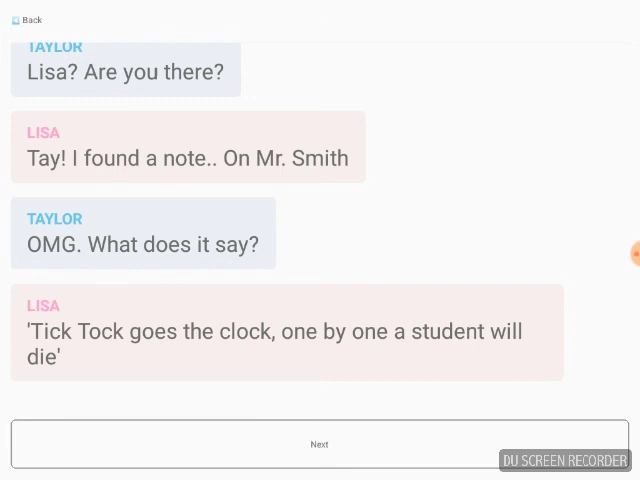 Back
TAYLOR
Lisa? Are you there?
LISA
Tay! I found a note.. On Mr. Smith
TAYLOR
OMG. What does it say?
LISA
'Tick Tock goes the clock, one by one a student will
die'
Next
DU SCREEN RECORDER